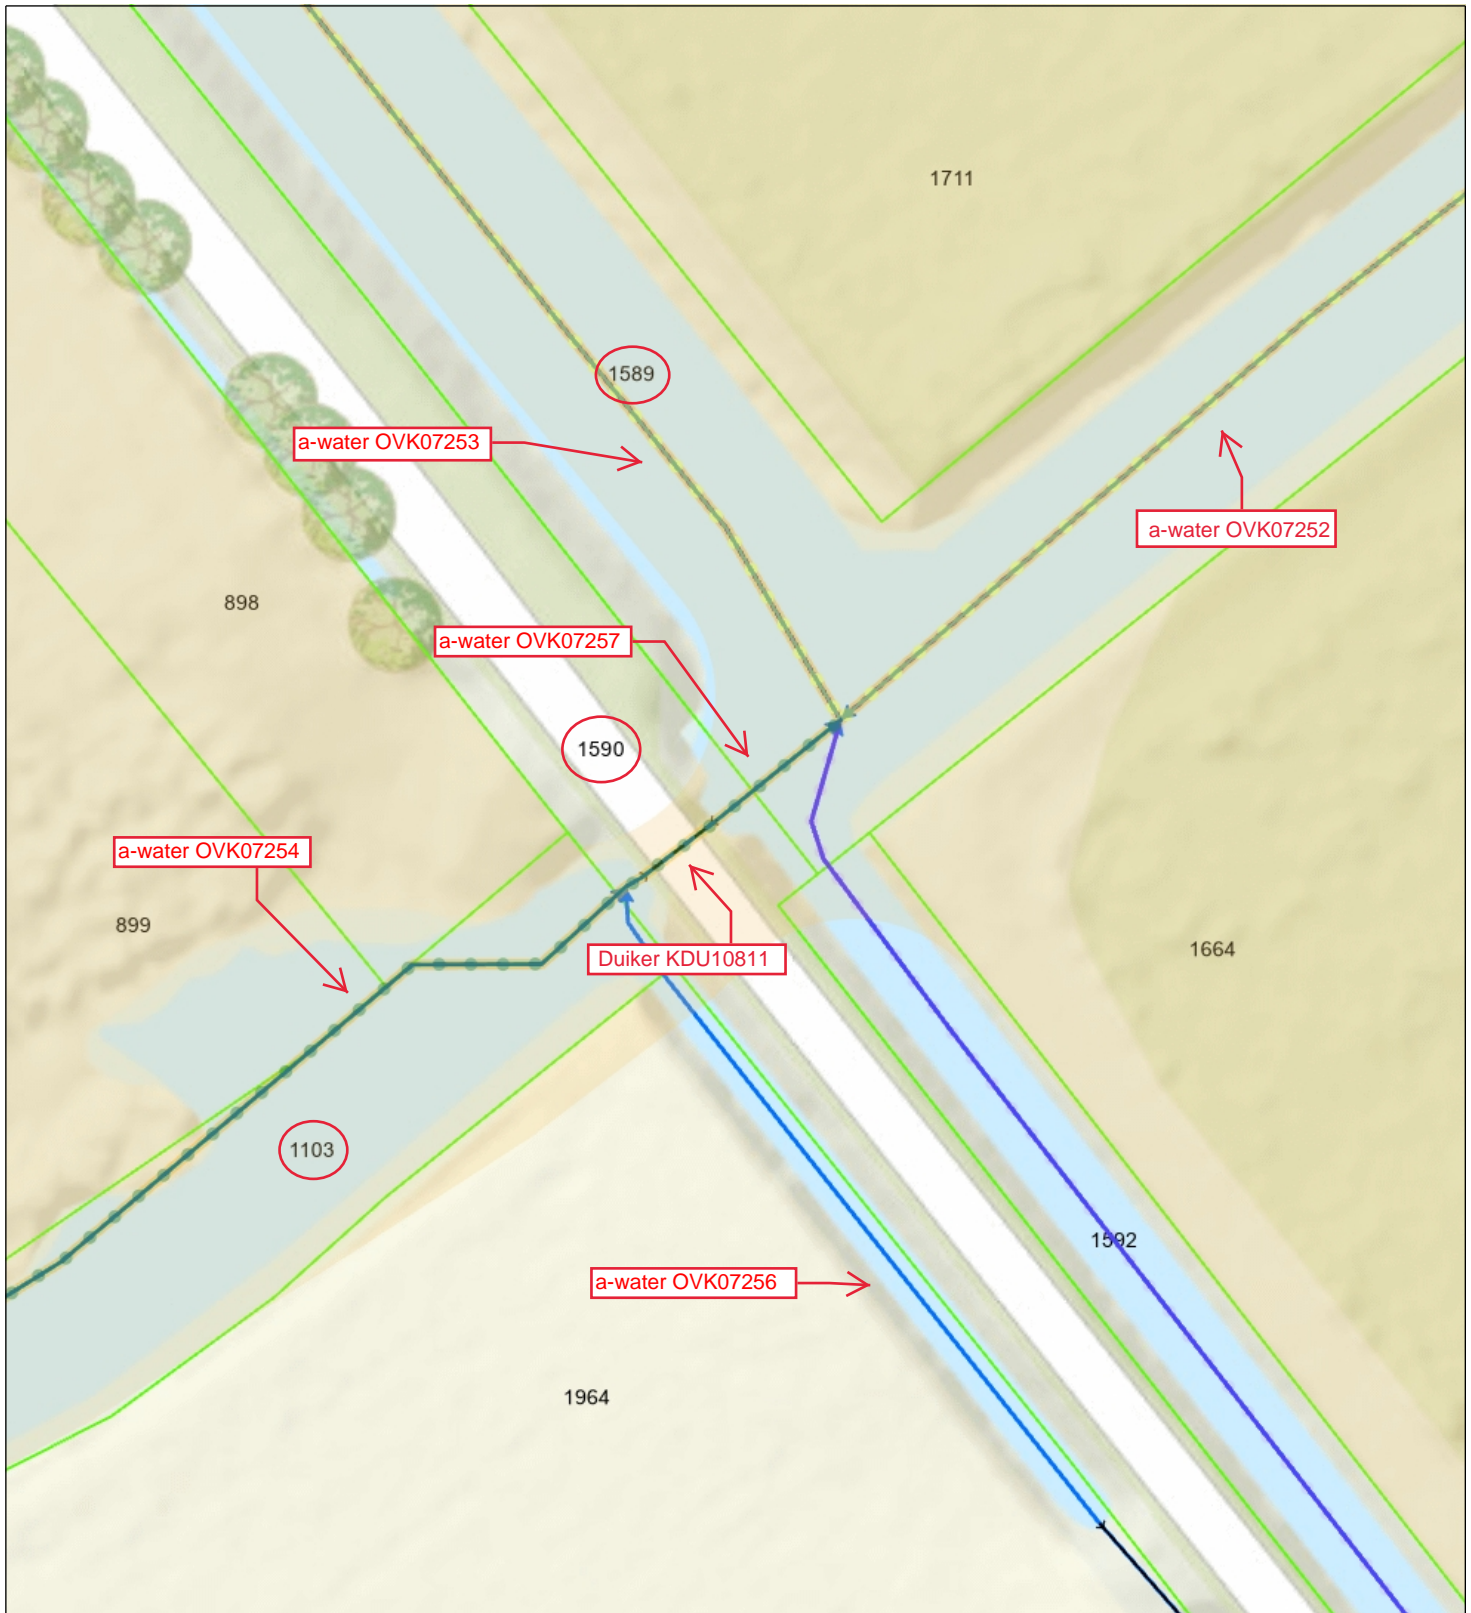 1711
1589
a-water OVK07253
a-water OVK07252
898
a-water OVK07257
1590
a-water OVK07254
899
Duiker KDU10811
1664
1103
1592
a-water OVK07256
1964